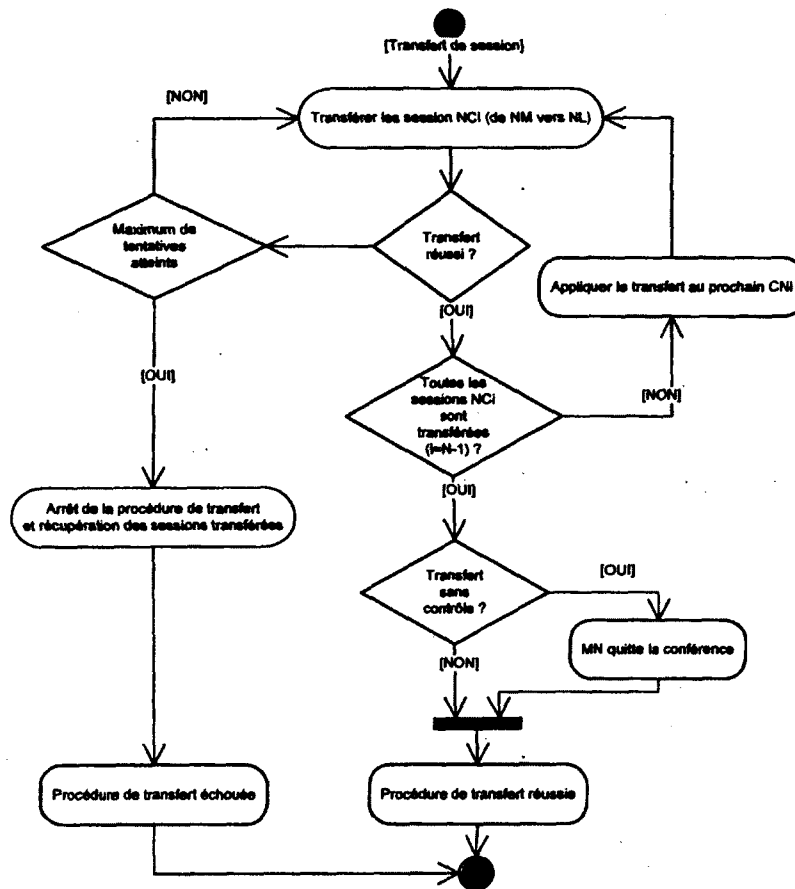 [Transfert de session}
[NON]
Transférer les session NCi (de NM vers NL)
Maximum de
tentatives
atteints
Transfert
réussi ?
Appliquer le transfert au prochain CNi
[OUI]
[OUI]
Toutes les
sessions NCi
sont
transférées
(i=N-1) ?
[NON]
[OUI]
Arrêt de la procédure de transfert
et récupération des sessions transférées
Transfert
sans
contrôle ?
[OUI]
MN quitte la conférence
[NON]
Procédure de transfert échouée
Procédure de transfert réussie